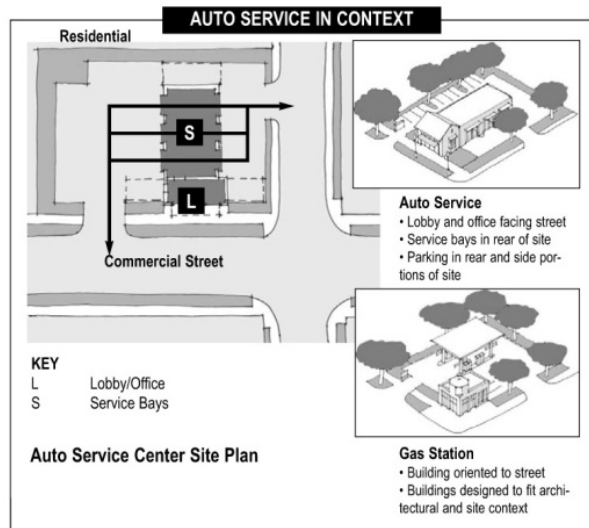 AUTO SERVICE IN CONTEXT
Residential
S
L
Commercial Street
KEY
L Lobby/Office
S Service Bays
Auto Service Center Site Plan
Auto Service
• Lobby and office facing street
• Service bays in rear of site
• Parking in rear and side por-
tions of site
Gas Station
• Building oriented to street
• Buildings designed to fit archi-
tectural and site context